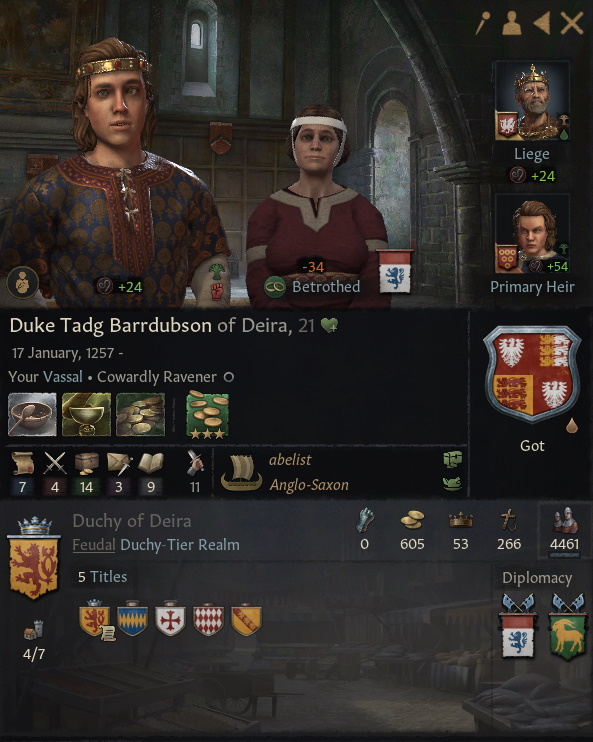 Liege
+24
+54
Primary Heir
+24
-34
Betrothed
Duke Tadg Barrdubson of Deira, 21
17 January, 1257 -
Your Vassal • Cowardly Ravener
Got
7 4 14 3 9 11
abelist
Anglo-Saxon
Duchy of Deira
Feudal Duchy-Tier Realm
0 605 53 266 4461
5 Titles
Diplomacy
4/7